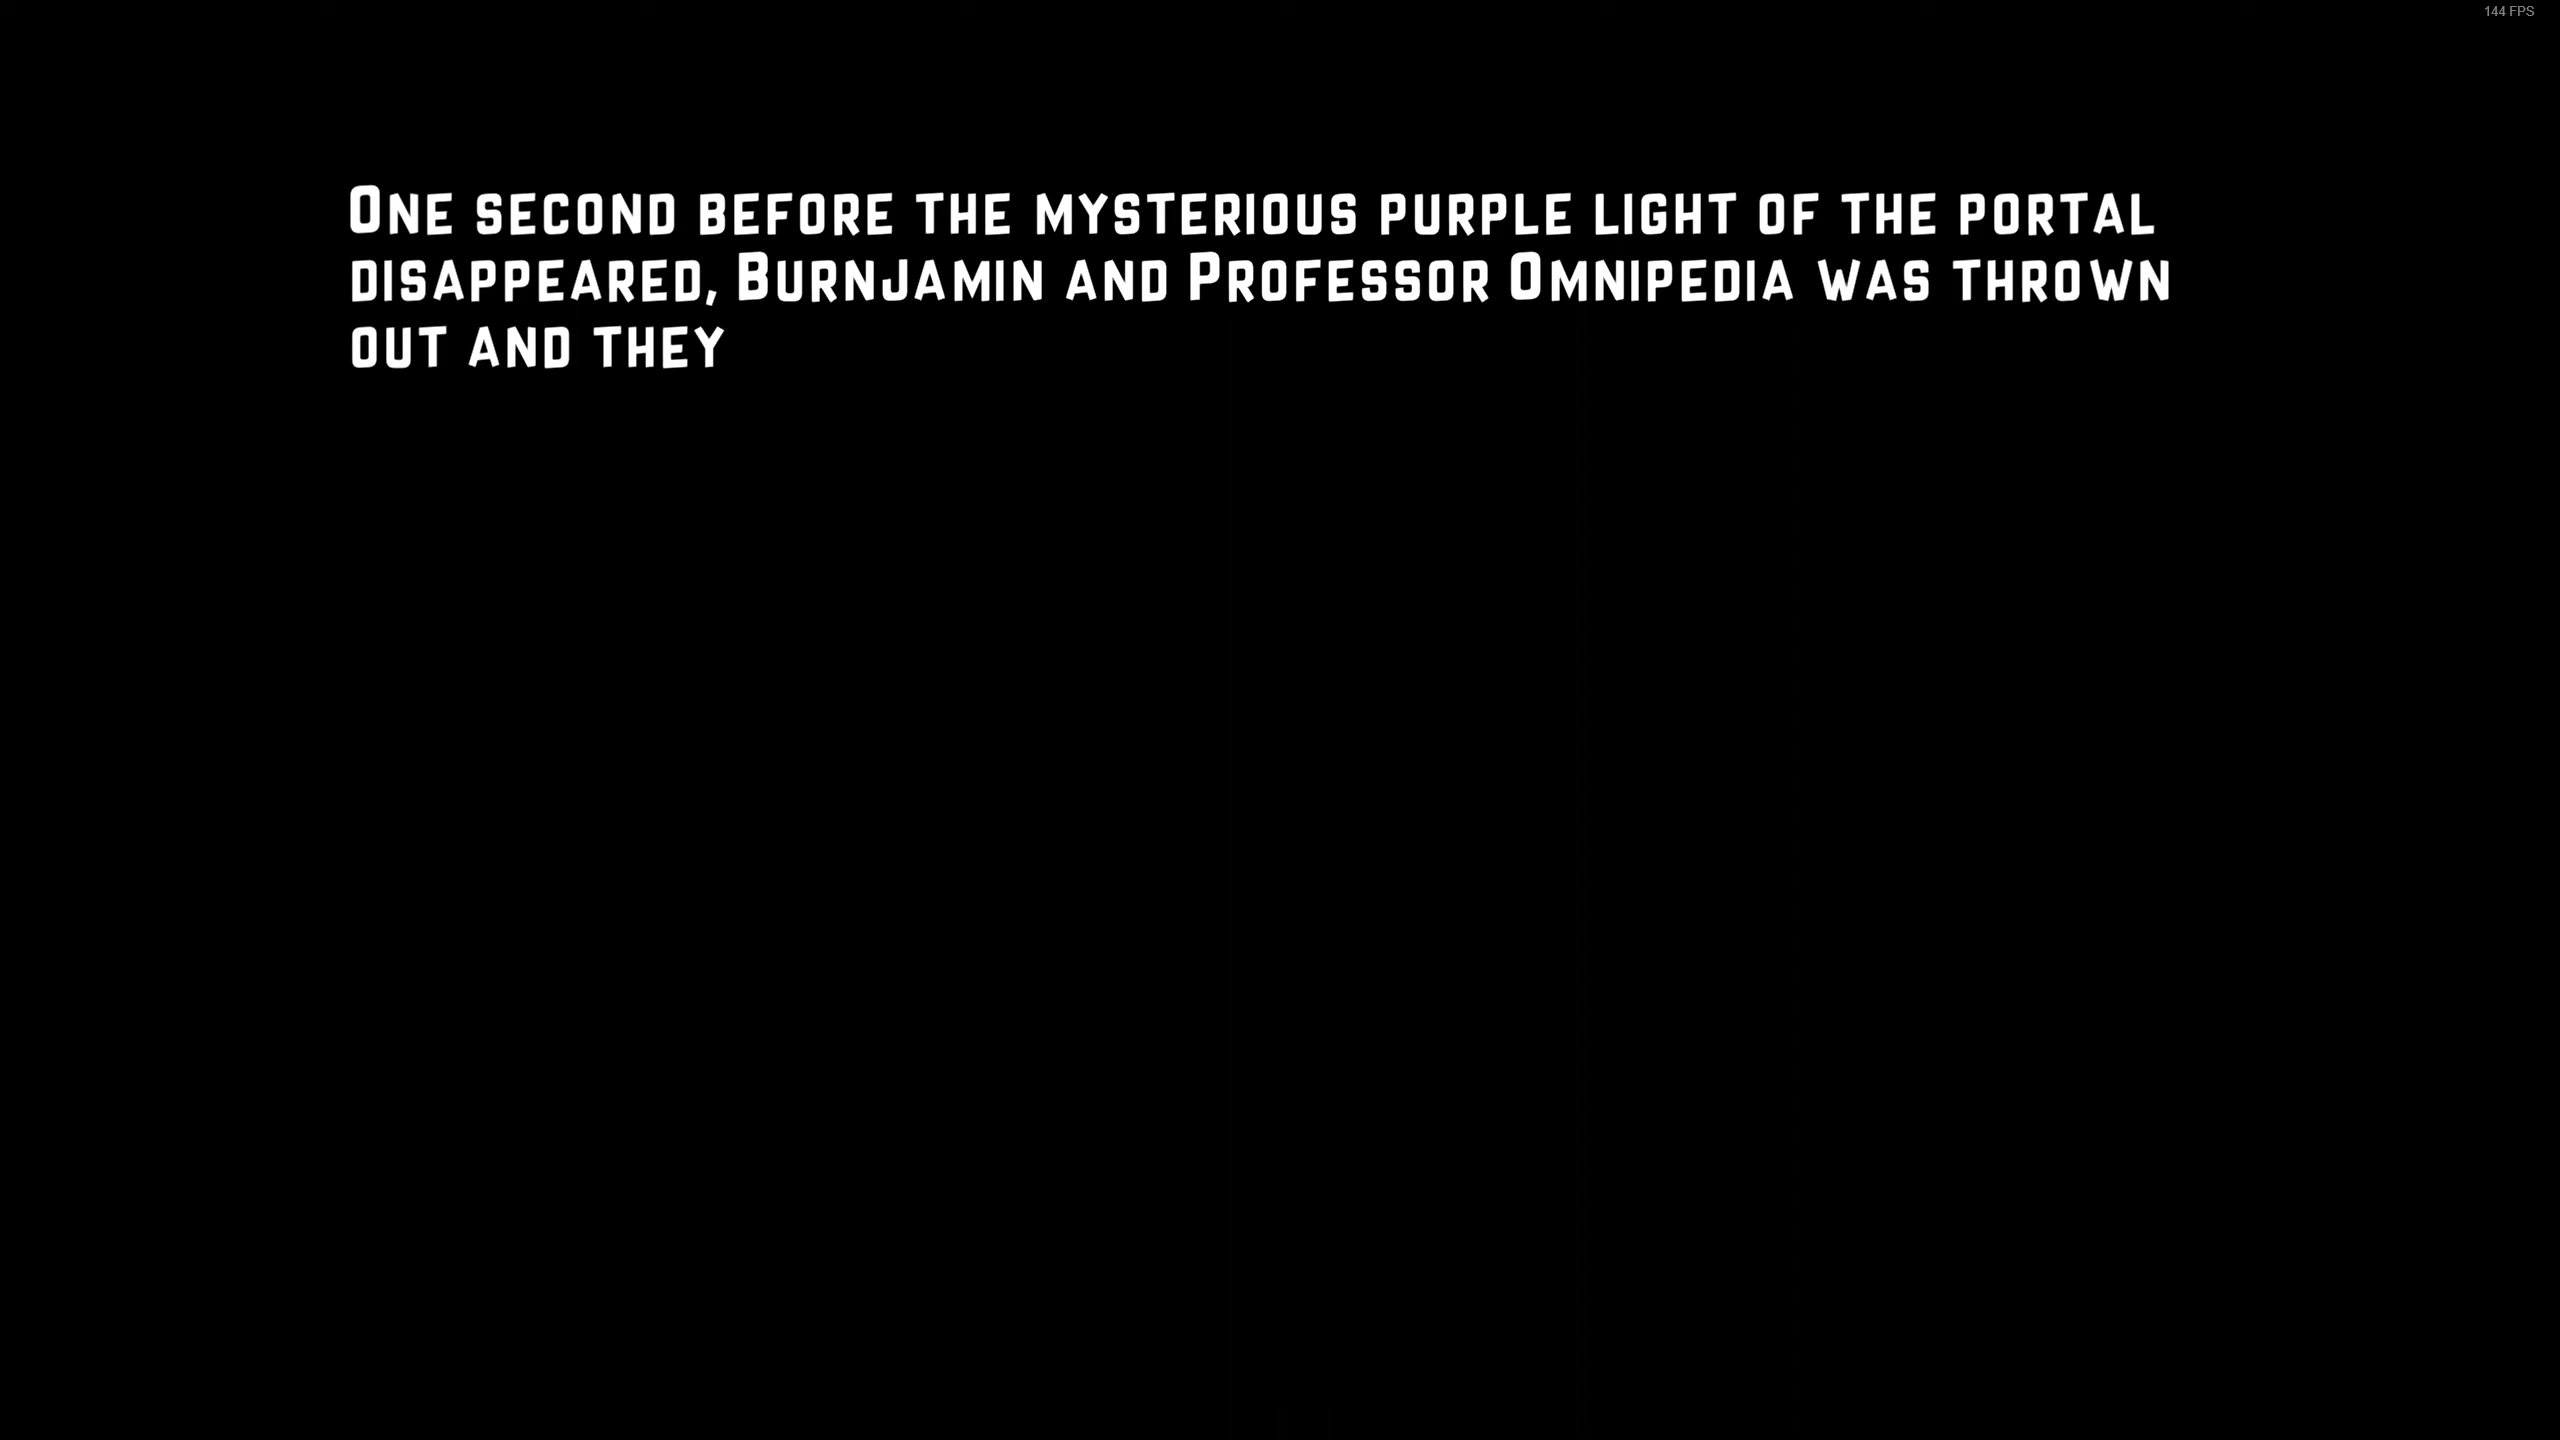 144 FPS
One second before the mysterious purple light of the portal
disappeared, Burnjamin and Professor Omnipedia was thrown
out and they